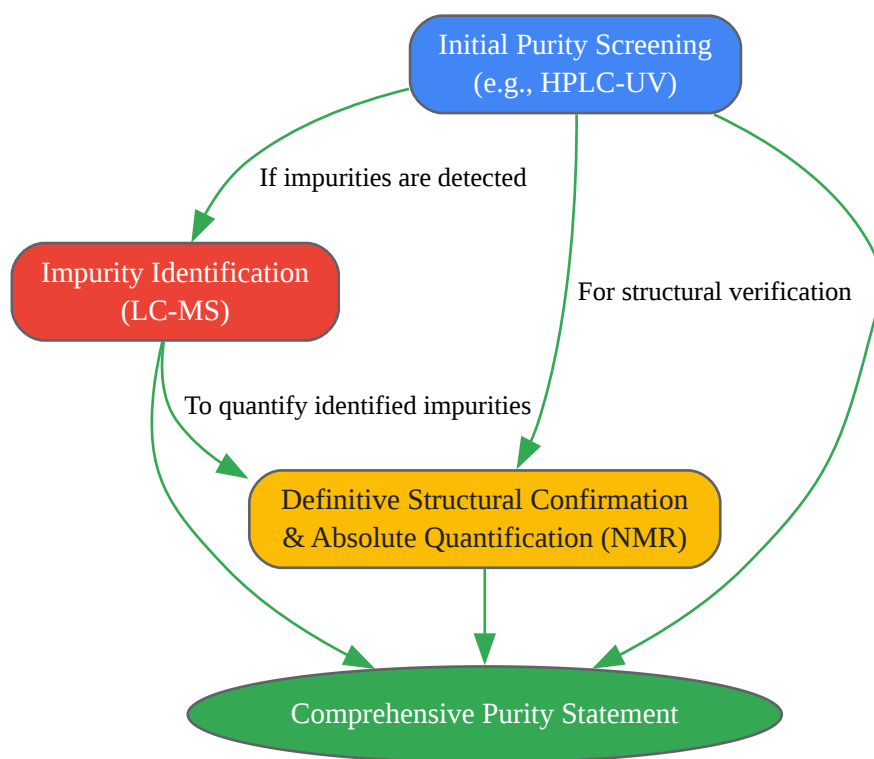 Initial Purity Screening
(e.g., HPLC-UV)
If impurities are detected
Impurity Identification
(LC-MS)
For structural verification
To quantify identified impurities
Definitive Structural Confirmation
& Absolute Quantification (NMR)
Comprehensive Purity Statement